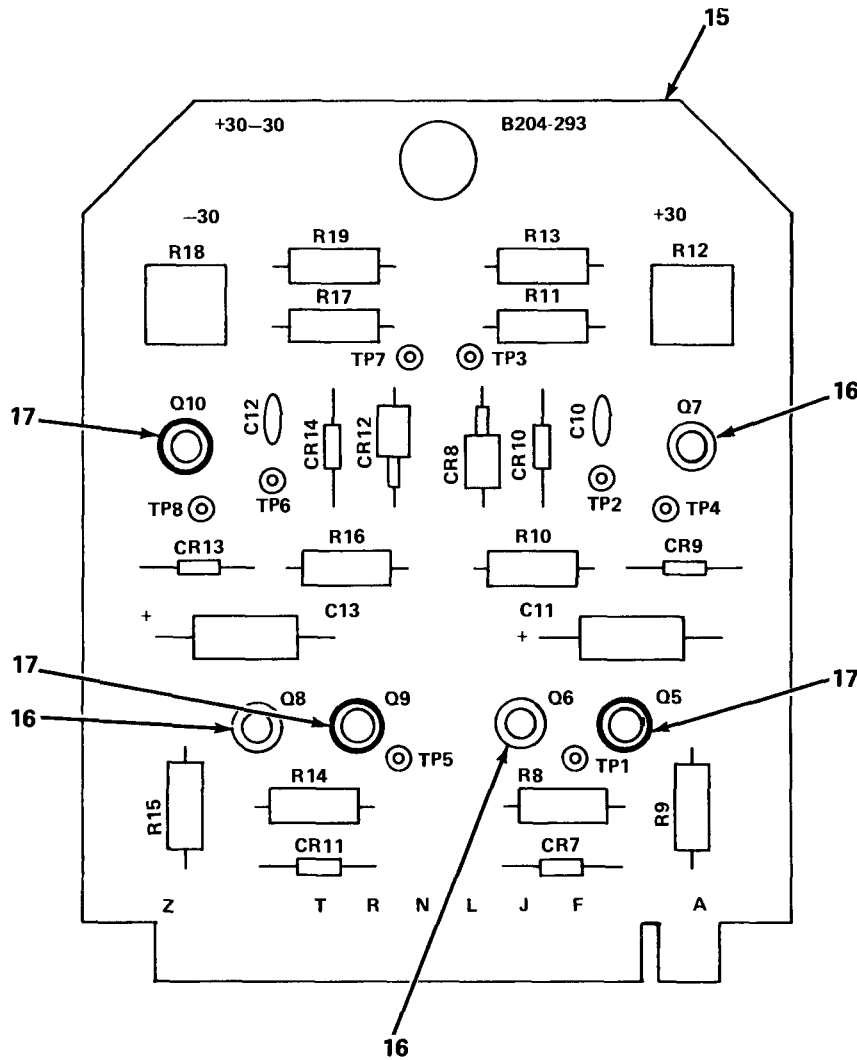 15
+30–30 B204-293
–30 +30
R18 R19 R13 R12
R17 R11
TP7 TP3
17 Q10 C12 CR14 CR12 CR8 CR10 C10 Q7 16
TP8 TP6 TP2 TP4
CR13 R16 R10 CR9
+ C13 + C11
17 17
16 Q8 Q9 Q6 Q5
TP5 TP1
R15 R14 R8 R9
CR11 CR7
Z T R N L J F A
16